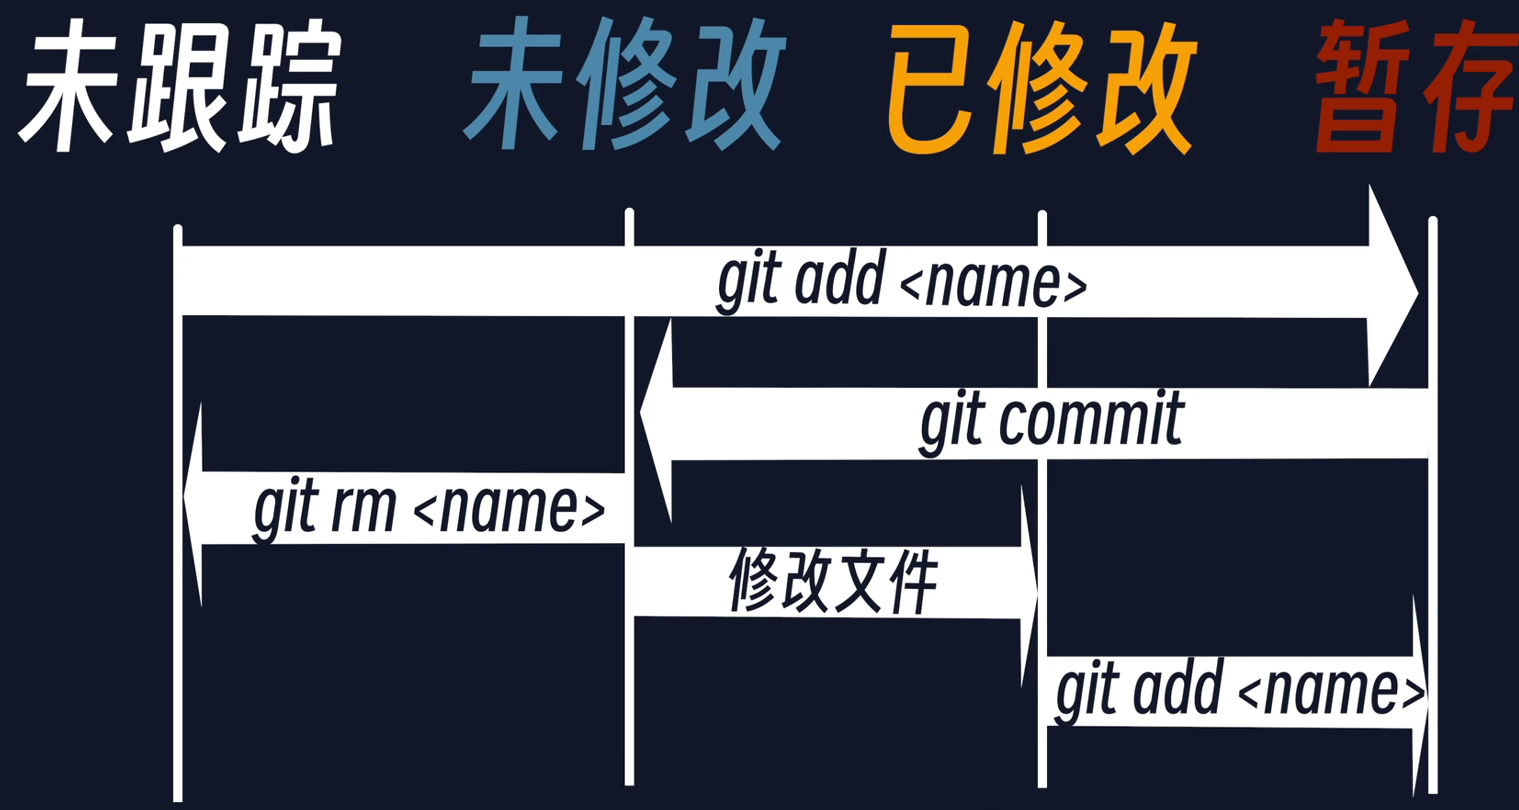 未跟踪 未修改 已修改 暂存
git add <name>
git commit
git rm <name>
修改文件
git add <name>